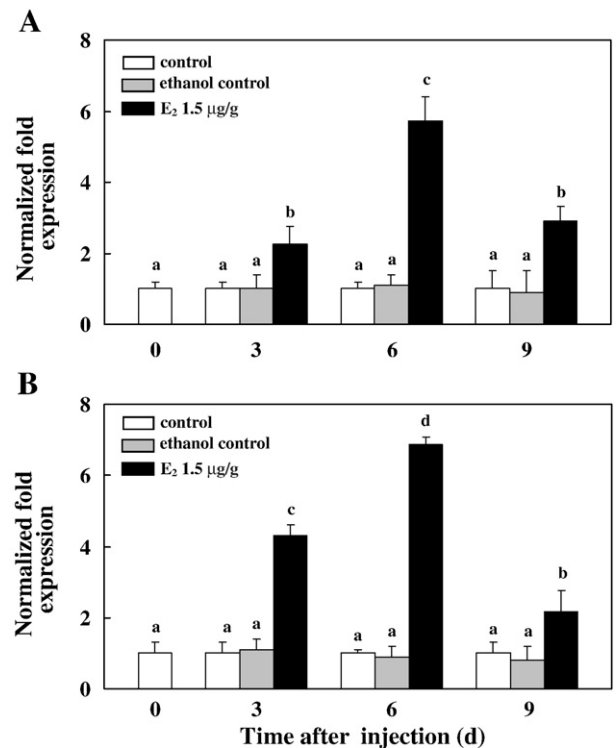 A
8
6
4
2
0
Normalized fold
expression
control
ethanol control
E₂ 1.5 μg/g
a
a
a
b
a
a
c
a
a
b
0
3
6
9
B
8
6
4
2
0
Normalized fold
expression
control
ethanol control
E₂ 1.5 μg/g
a
a
a
c
a
a
d
a
a
b
0
3
6
9
Time after injection (d)